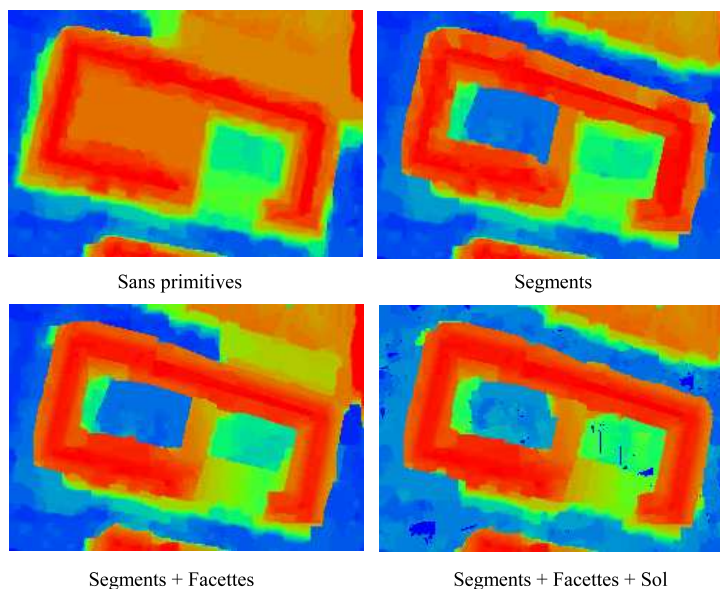 Sans primitives
Segments
Segments + Facettes
Segments + Facettes + Sol